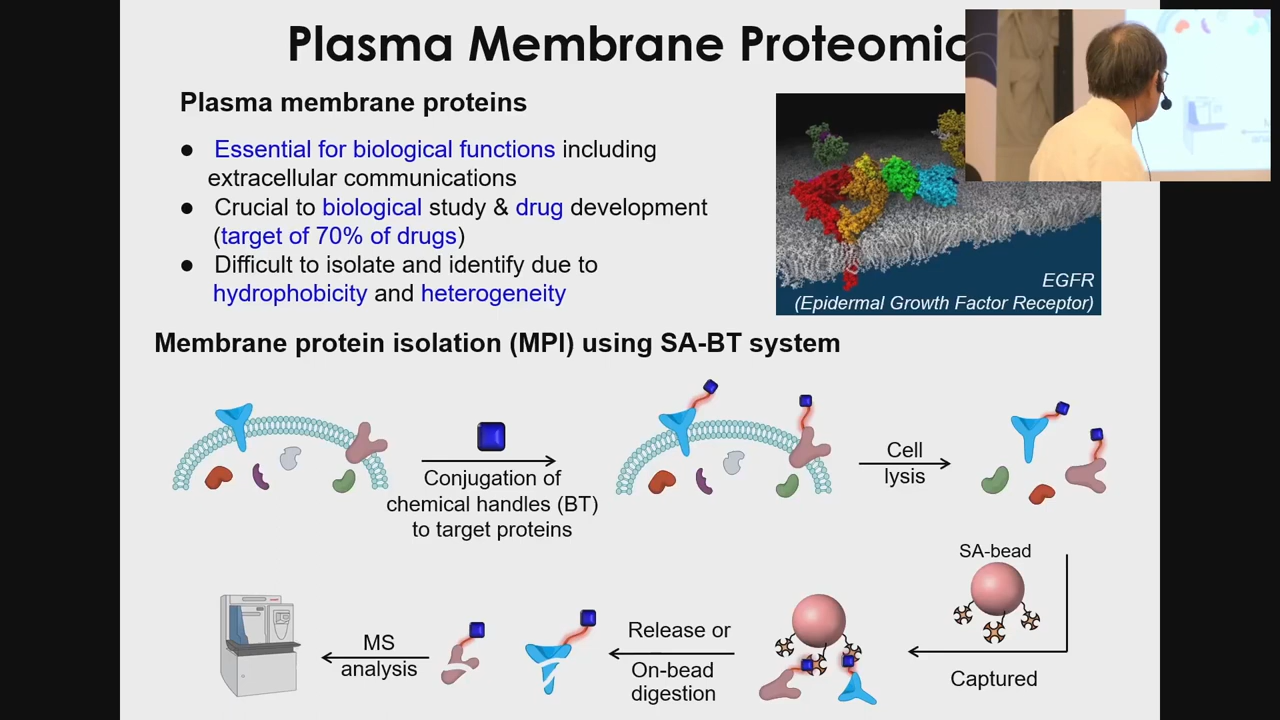 Plasma Membrane Proteomic
Plasma membrane proteins
● Essential for biological functions including
extracellular communications
● Crucial to biological study & drug development
(target of 70% of drugs)
● Difficult to isolate and identify due to
hydrophobicity and heterogeneity
EGFR
(Epidermal Growth Factor Receptor)
Membrane protein isolation (MPI) using SA-BT system
Conjugation of
chemical handles (BT)
to target proteins
Cell
lysis
SA-bead
Captured
Release or
On-bead
digestion
MS
analysis